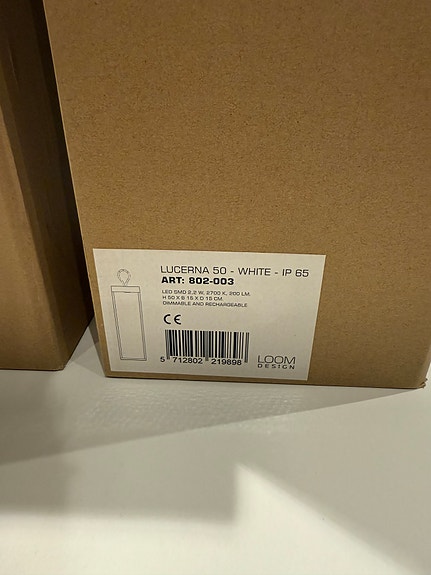 LUCERNA 50 - WHITE - IP 65
ART: 802-003
LED SMD 2,2 W, 2700 K, 200 LM.
H 50 X B 15 X D 15 CM.
DIMMABLE AND RECHARGEABLE
CE
5 712802 219898
LOOM
DESIGN